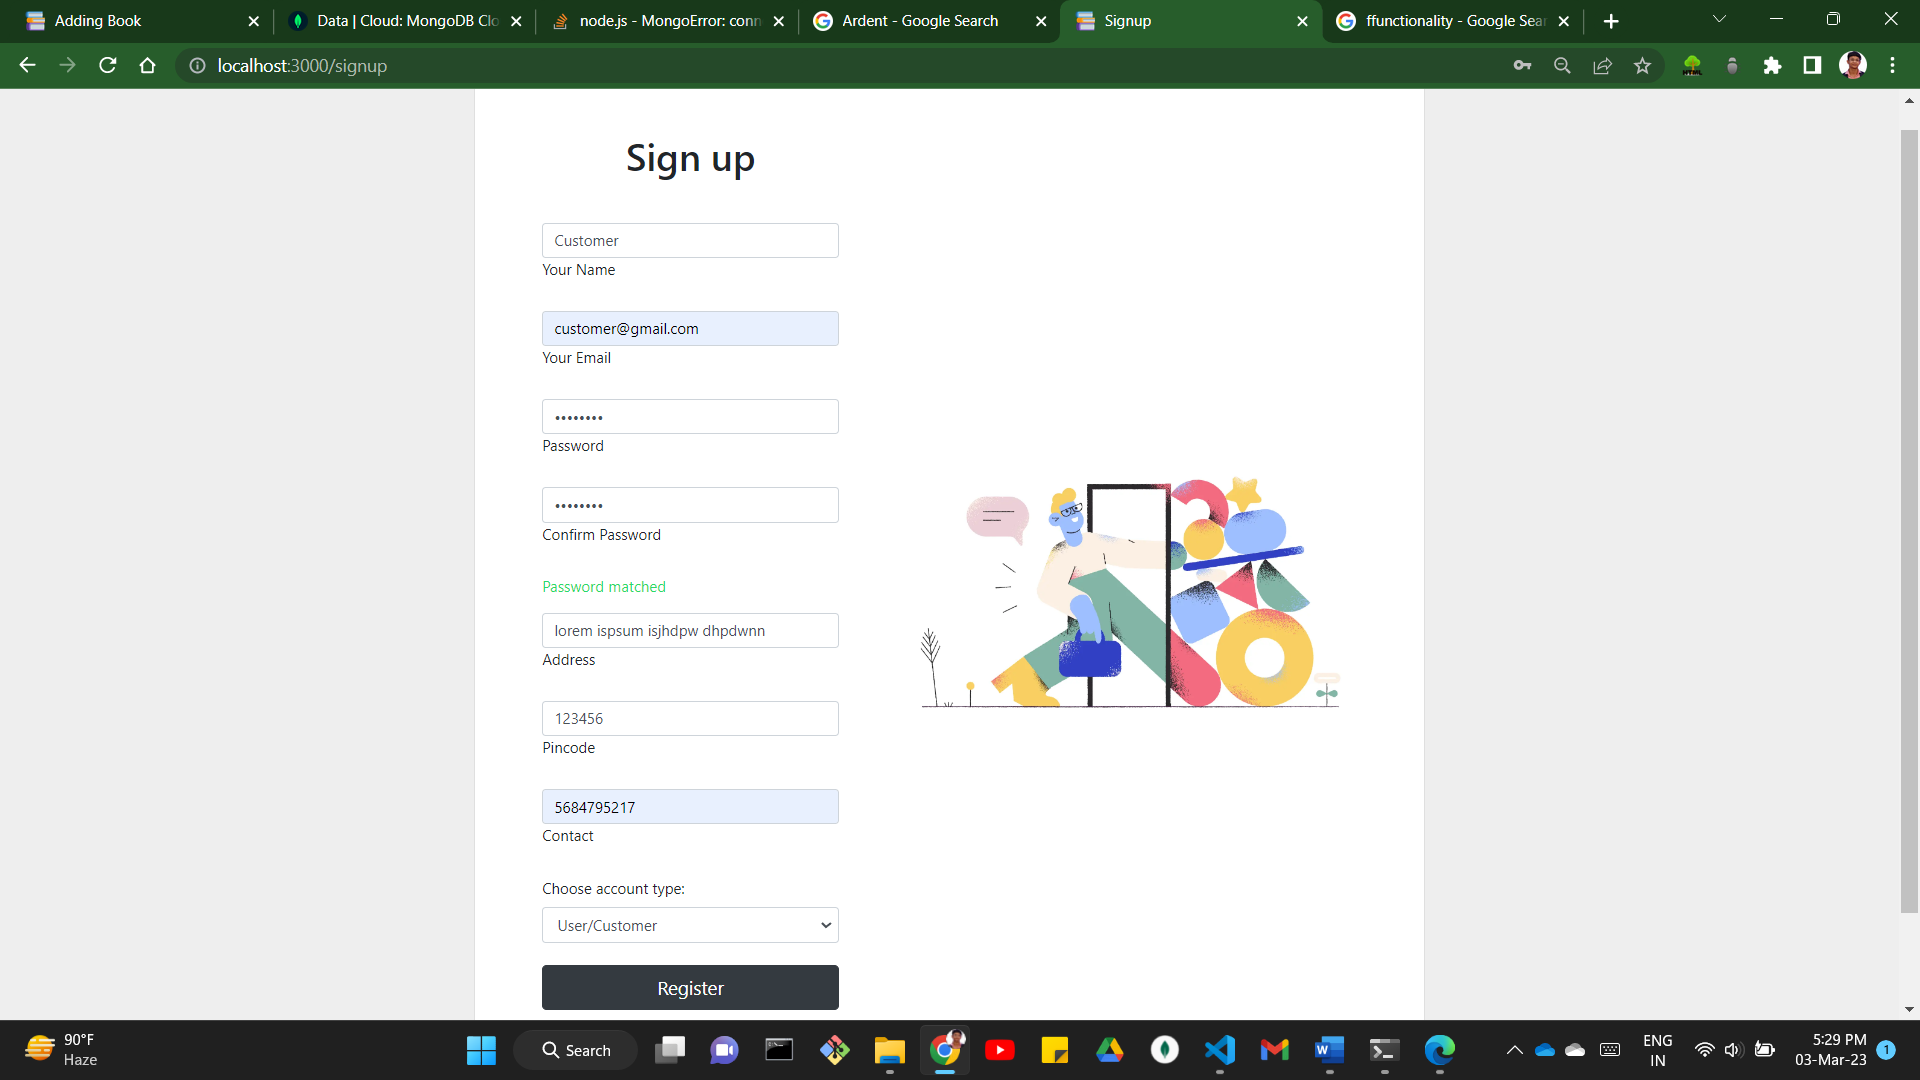 Adding Book
Data | Cloud: MongoDB Clo
node.js - MongoError: conn
Ardent - Google Search
Signup
ffunctionality - Google Sear
localhost:3000/signup
Sign up
Customer
Your Name
customer@gmail.com
Your Email
••••••••
Password
••••••••
Confirm Password
Password matched
lorem ispsum isjhdpw dhpdwnn
Address
123456
Pincode
5684795217
Contact
Choose account type:
User/Customer
Register
90°F
Haze
Search
ENG
IN
5:29 PM
03-Mar-23
1